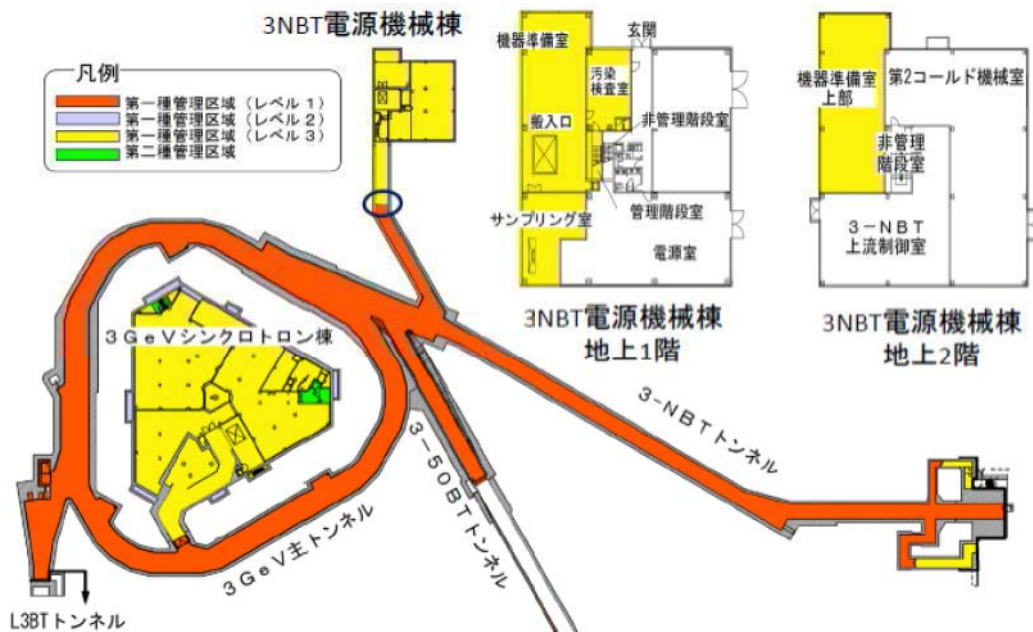 3NBT電源機械棟
凡例
第一種管理区域 (レベル1)
第一種管理区域 (レベル2)
第一種管理区域 (レベル3)
第二種管理区域
機器準備室
玄関
汚染
検査室
搬入口
非管理階段室
サンプリング室
管理階段室
電源室
3NBT電源機械棟
地上1階
機器準備室
上部
第2コールド機械室
非管理
階段室
3-NBT
上流制御室
3NBT電源機械棟
地上2階
3GeVシンクロトロン棟
3-NBTトンネル
3-50BTトンネル
3GeV主トンネル
L3BTトンネル